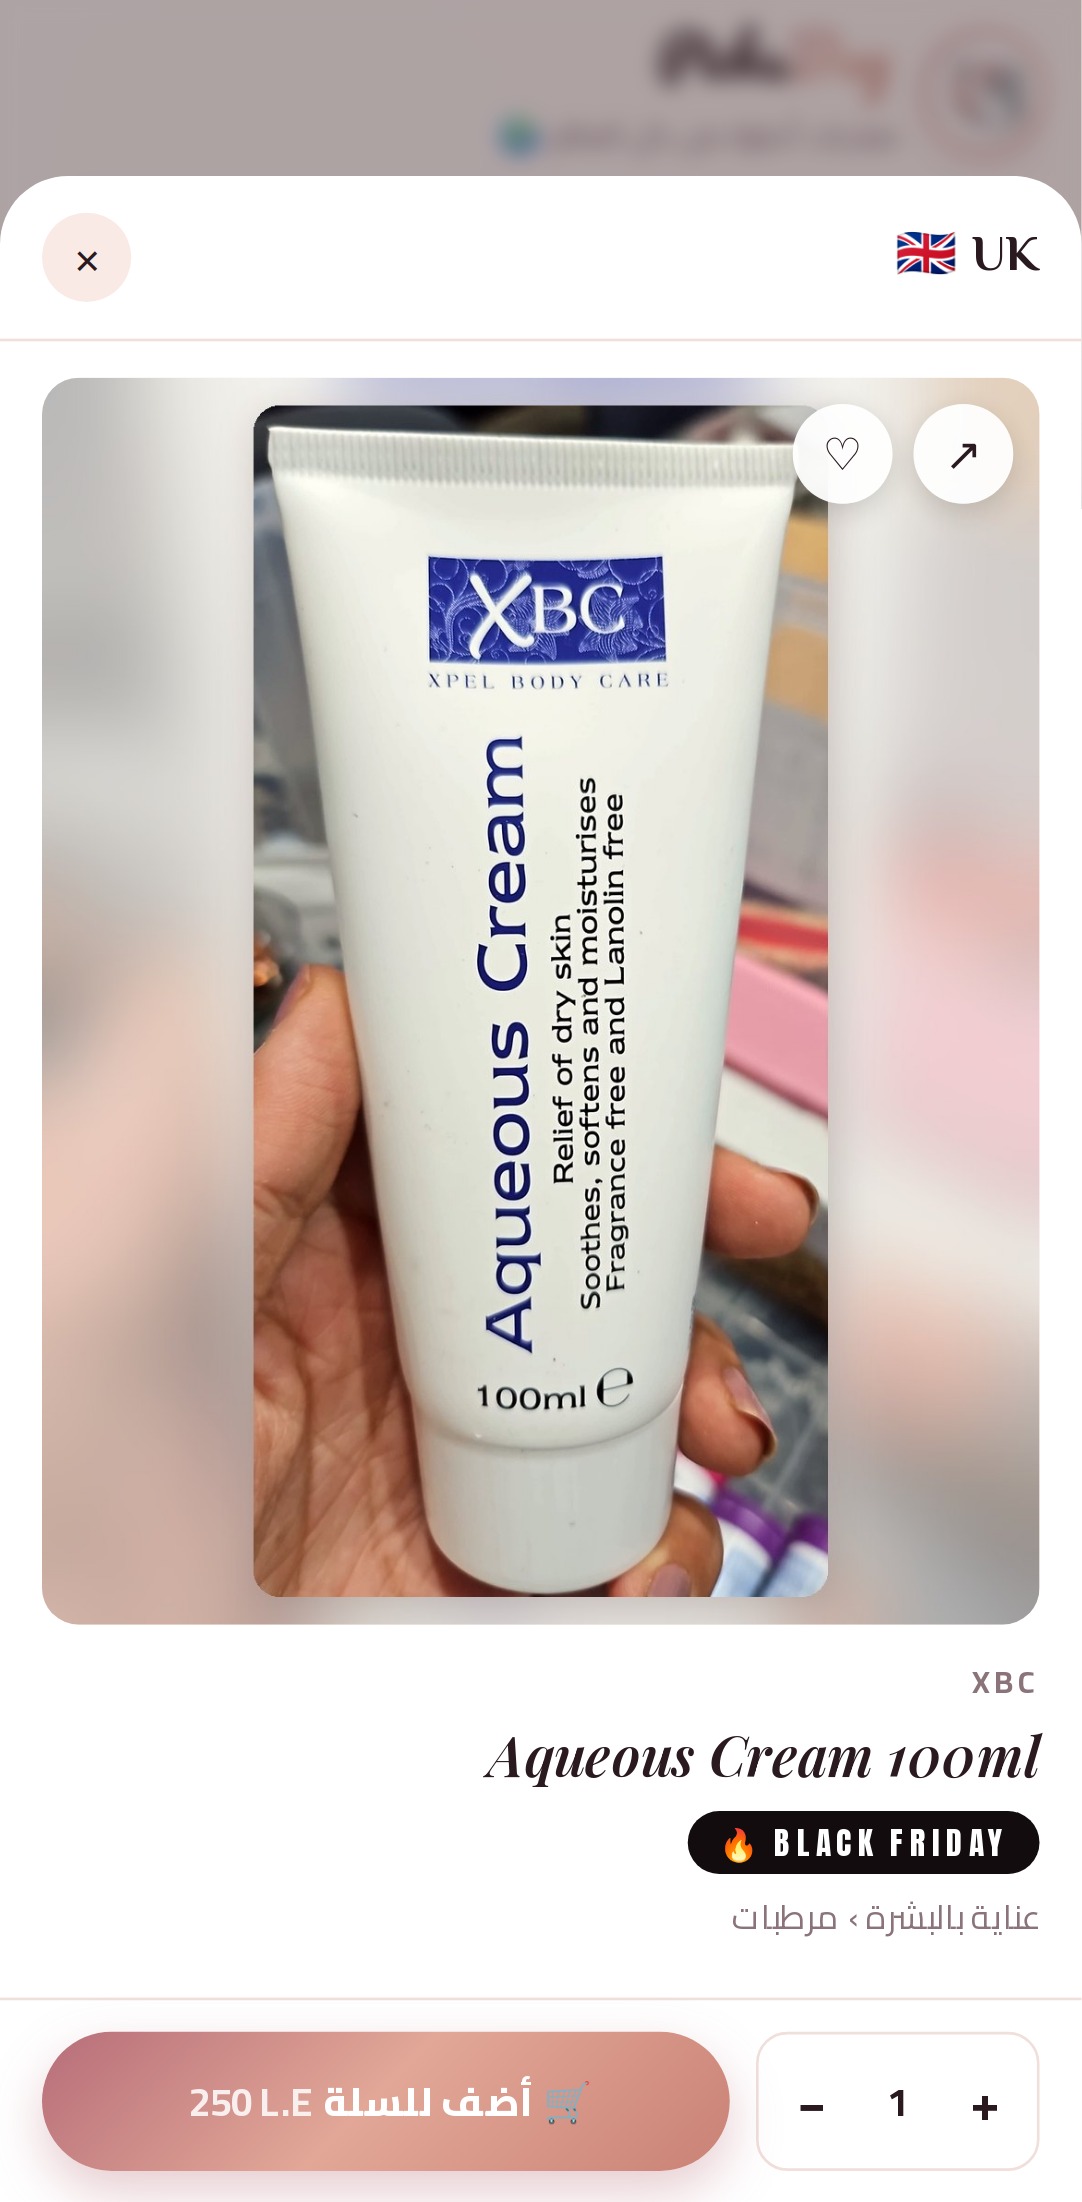 🇬🇧 UK
×
♡ ↗
XBC
XPEL BODY CARE
Aqueous Cream
Relief of dry skin
Soothes, softens and moisturises
Fragrance free and Lanolin free
100ml ℮
XBC
Aqueous Cream 100ml
🔥 BLACK FRIDAY
عناية بالبشرة › مرطبات
🛒 أضف للسلة 250 L.E
− 1 +